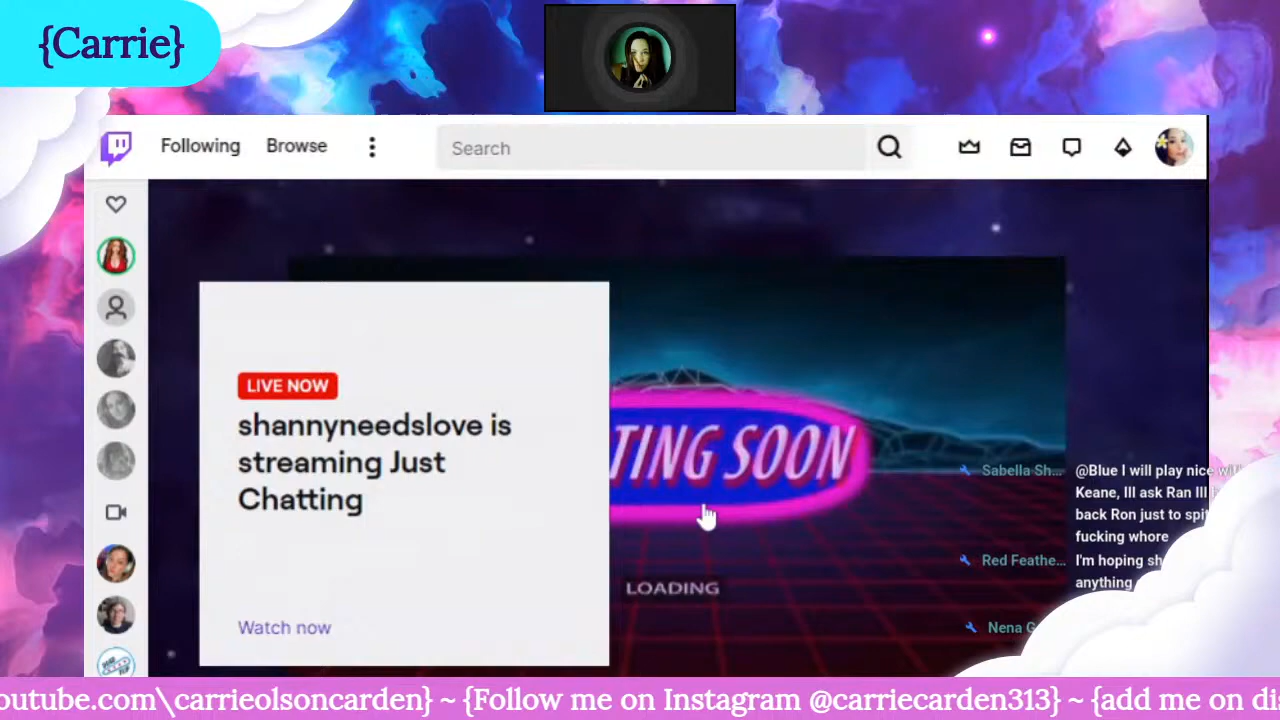 {Carrie}
Following Browse
Search
LIVE NOW
shannyneedslove is
streaming Just
Chatting
Watch now
TING SOON
LOADING
Sabella Sh... @Blue I will play nice
Keane, Ill ask Ran Ill
back Ron just to spit
fucking whore
Red Feathe... I'm hoping sh
anything
Nena G
outube.com\carrieolsoncarden} ~ {Follow me on Instagram @carriecarden313} ~ {add me on di